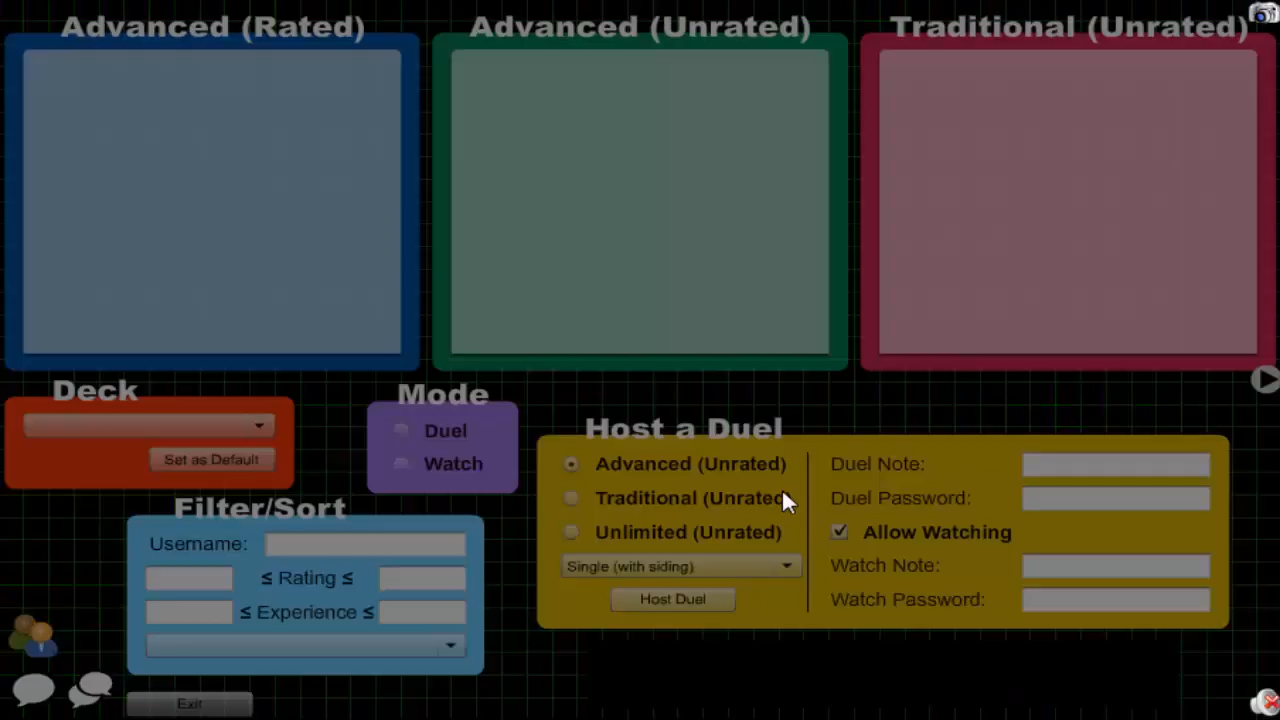 Advanced (Rated)
Advanced (Unrated)
Traditional (Unrated)
Deck
Set as Default
Mode
Duel
Watch
Filter/Sort
Username:
≤ Rating ≤
≤ Experience ≤
Exit
Host a Duel
Advanced (Unrated)
Traditional (Unrated
Unlimited (Unrated)
Single (with siding)
Host Duel
Duel Note:
Duel Password:
Allow Watching
Watch Note:
Watch Password: